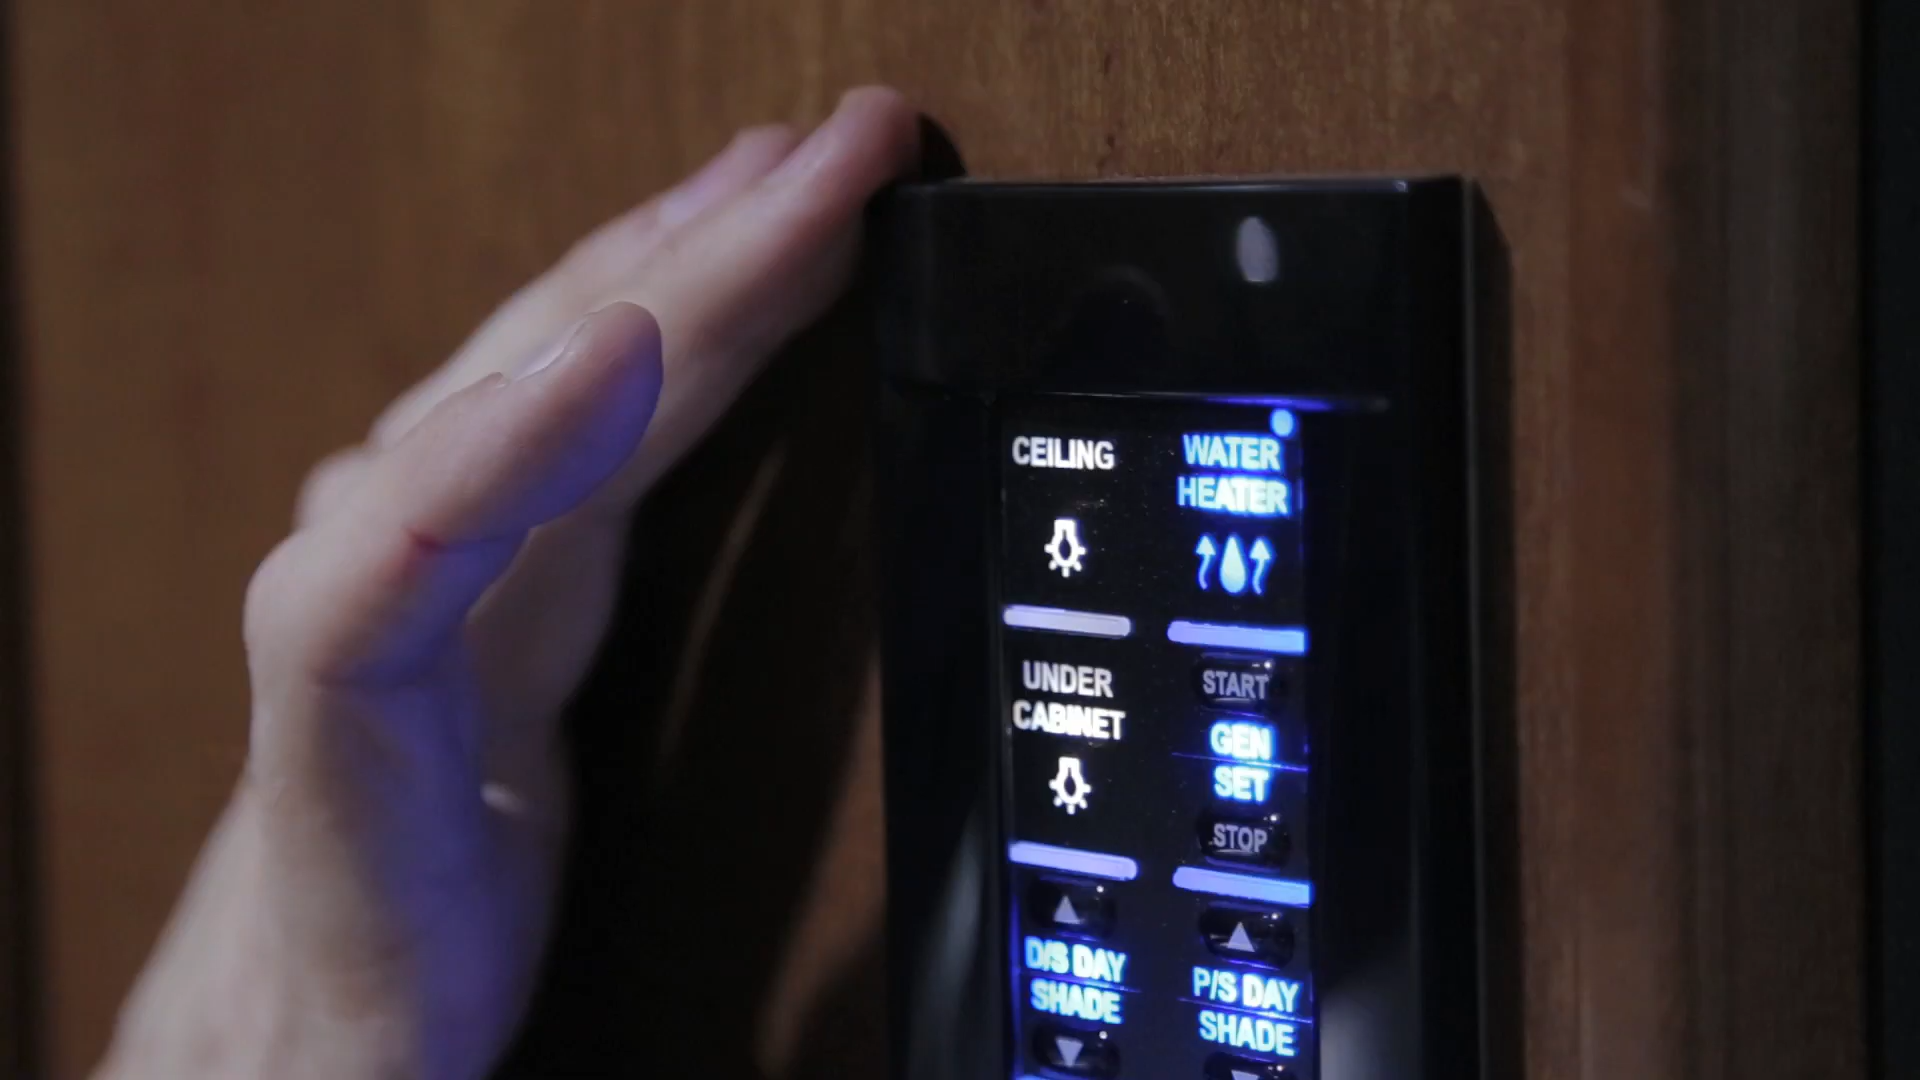 CEILING
WATER
HEATER
UNDER
CABINET
START
GEN
SET
STOP
D/S DAY
SHADE
P/S DAY
SHADE